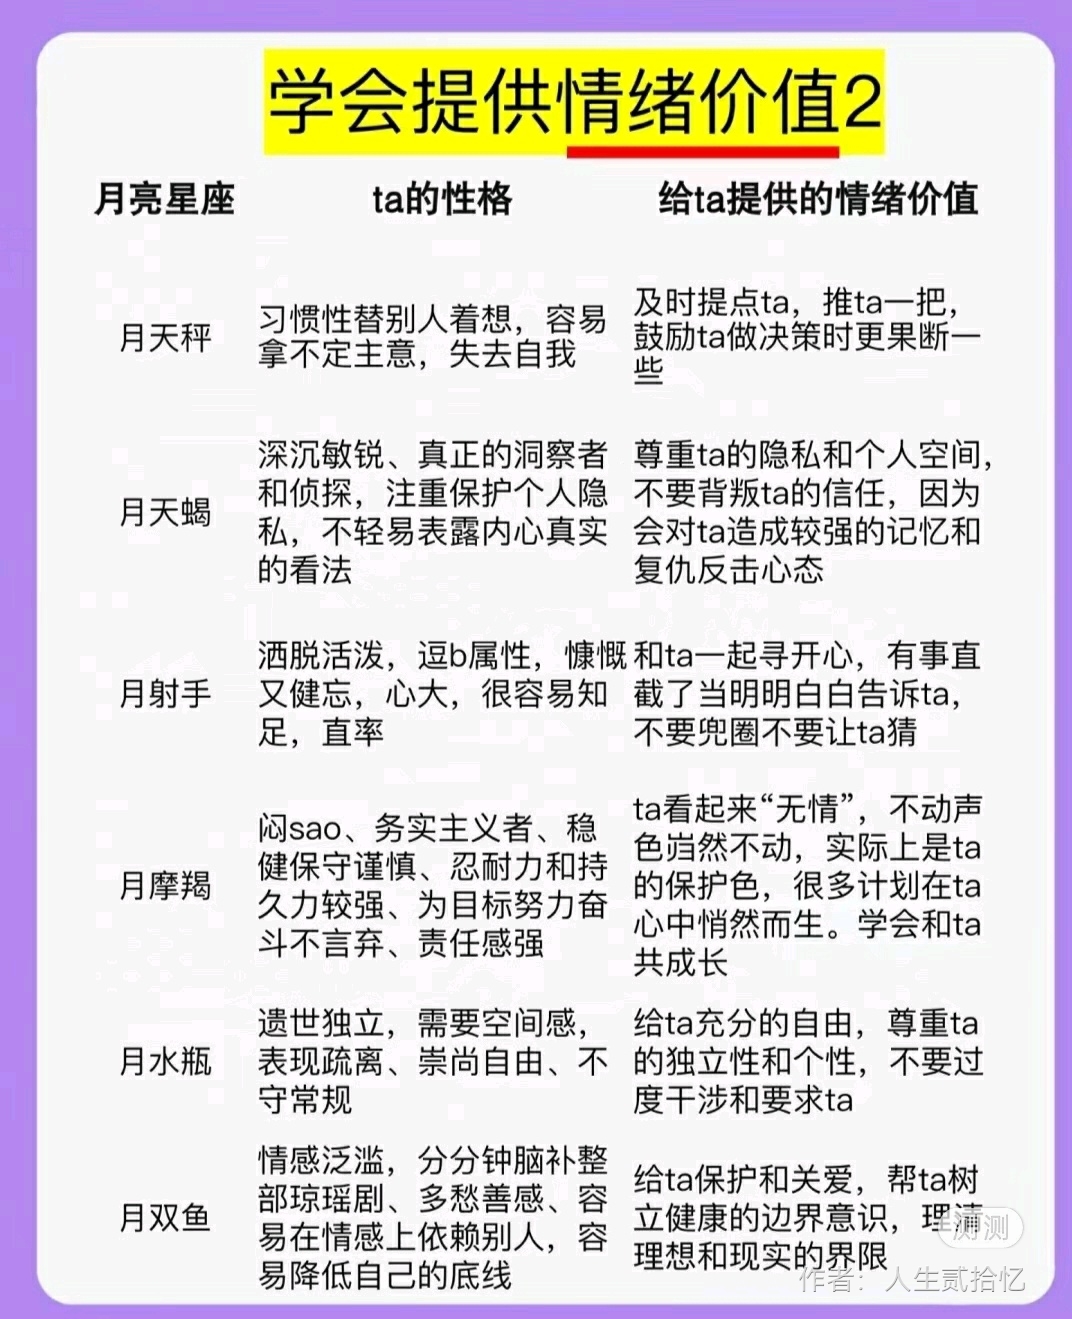 学会提供情绪价值2
月亮星座 ta的性格 给ta提供的情绪价值
月天秤
习惯性替别人着想，容易
拿不定主意，失去自我
及时提点ta，推ta一把，
鼓励ta做决策时更果断一
些
月天蝎
深沉敏锐、真正的洞察者
和侦探，注重保护个人隐
私，不轻易表露内心真实
的看法
尊重ta的隐私和个人空间，
不要背叛ta的信任，因为
会对ta造成较强的记忆和
复仇反击心态
月射手
洒脱活泼，逗b属性，慷慨
又健忘，心大，很容易知
足，直率
和ta一起寻开心，有事直
截了当明明白白告诉ta，
不要兜圈不要让ta猜
月摩羯
闷sao、务实主义者、稳
健保守谨慎、忍耐力和持
久力较强、为目标努力奋
斗不言弃、责任感强
ta看起来“无情”，不动声
色岿然不动，实际上是ta
的保护色，很多计划在ta
心中悄然而生。学会和ta
共成长
月水瓶
遗世独立，需要空间感，
表现疏离、崇尚自由、不
守常规
给ta充分的自由，尊重ta
的独立性和个性，不要过
度干涉和要求ta
月双鱼
情感泛滥，分分钟脑补整
部琼瑶剧、多愁善感、容
易在情感上依赖别人，容
易降低自己的底线
给ta保护和关爱，帮ta树
立健康的边界意识，理清
理想和现实的界限
测测
作者：人生贰拾忆